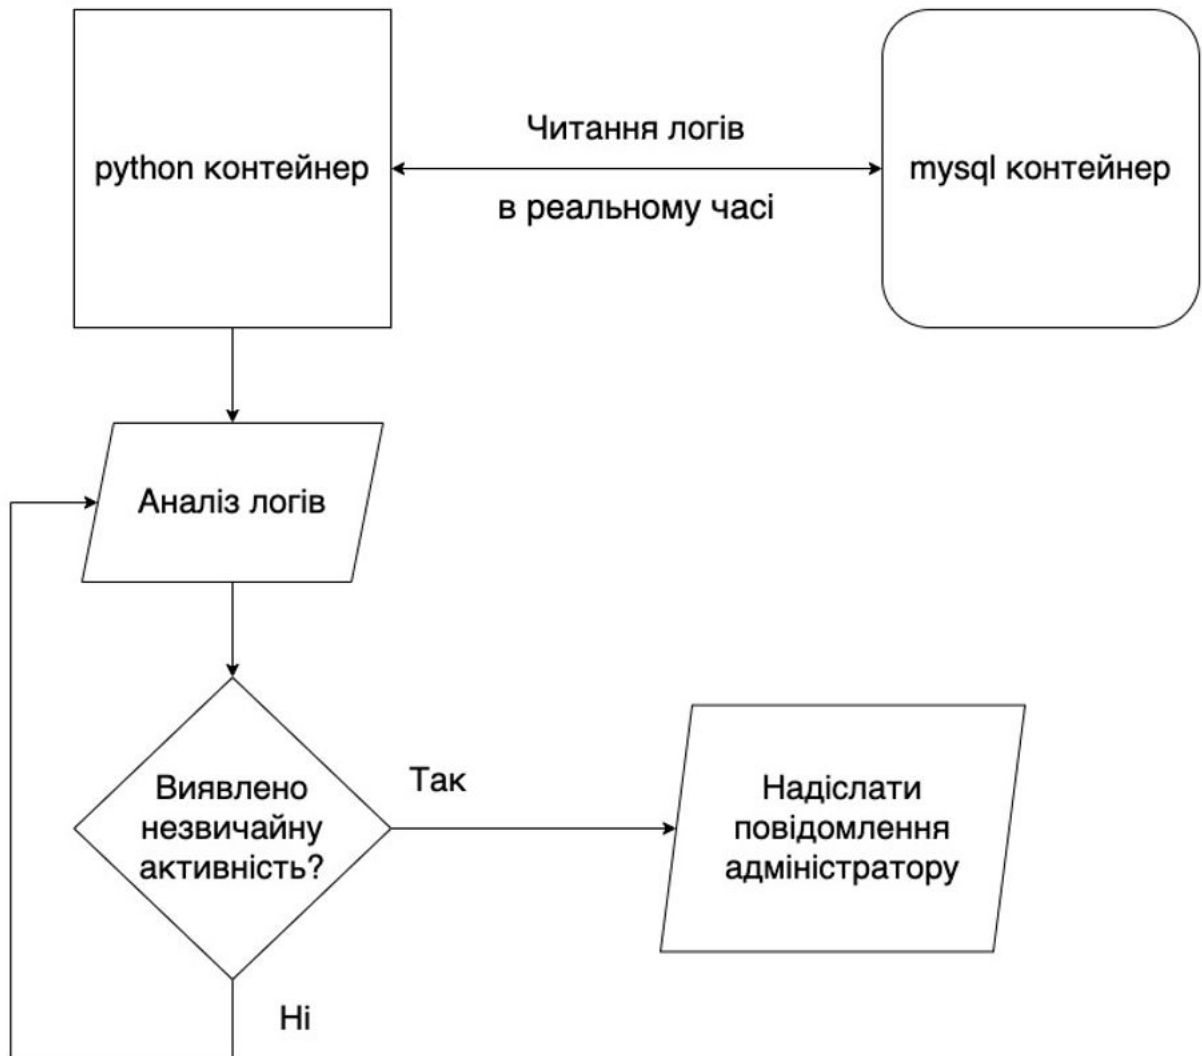 python контейнер
Читання логів
в реальному часі
mysql контейнер
Аналіз логів
Виявлено
незвичайну
активність?
Так
Надіслати
повідомлення
адміністратору
Ні